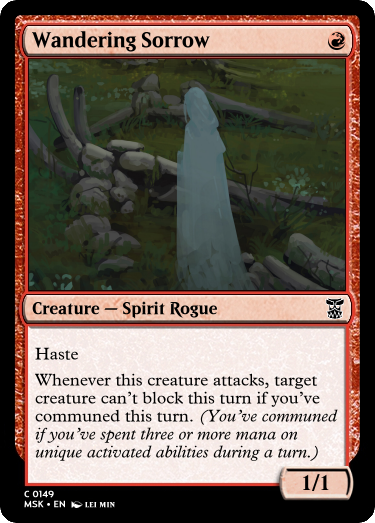 Wandering Sorrow
Creature — Spirit Rogue
Haste
Whenever this creature attacks, target
creature can't block this turn if you've
communed this turn. (You've communed
if you've spent three or more mana on
unique activated abilities during a turn.)
1/1
C 0149
MSK • EN LEI MIN